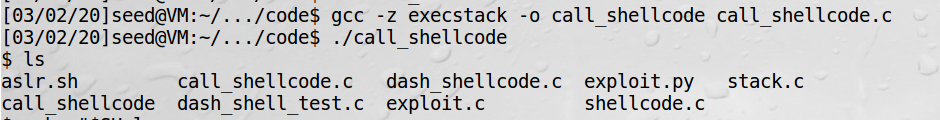 [03/02/20]seed@VM:~/.../code$ gcc -z execstack -o call_shellcode call_shellcode.c
[03/02/20]seed@VM:~/.../code$ ./call_shellcode
$ ls
aslr.sh call_shellcode.c dash_shellcode.c exploit.py stack.c
call_shellcode dash_shell_test.c exploit.c shellcode.c